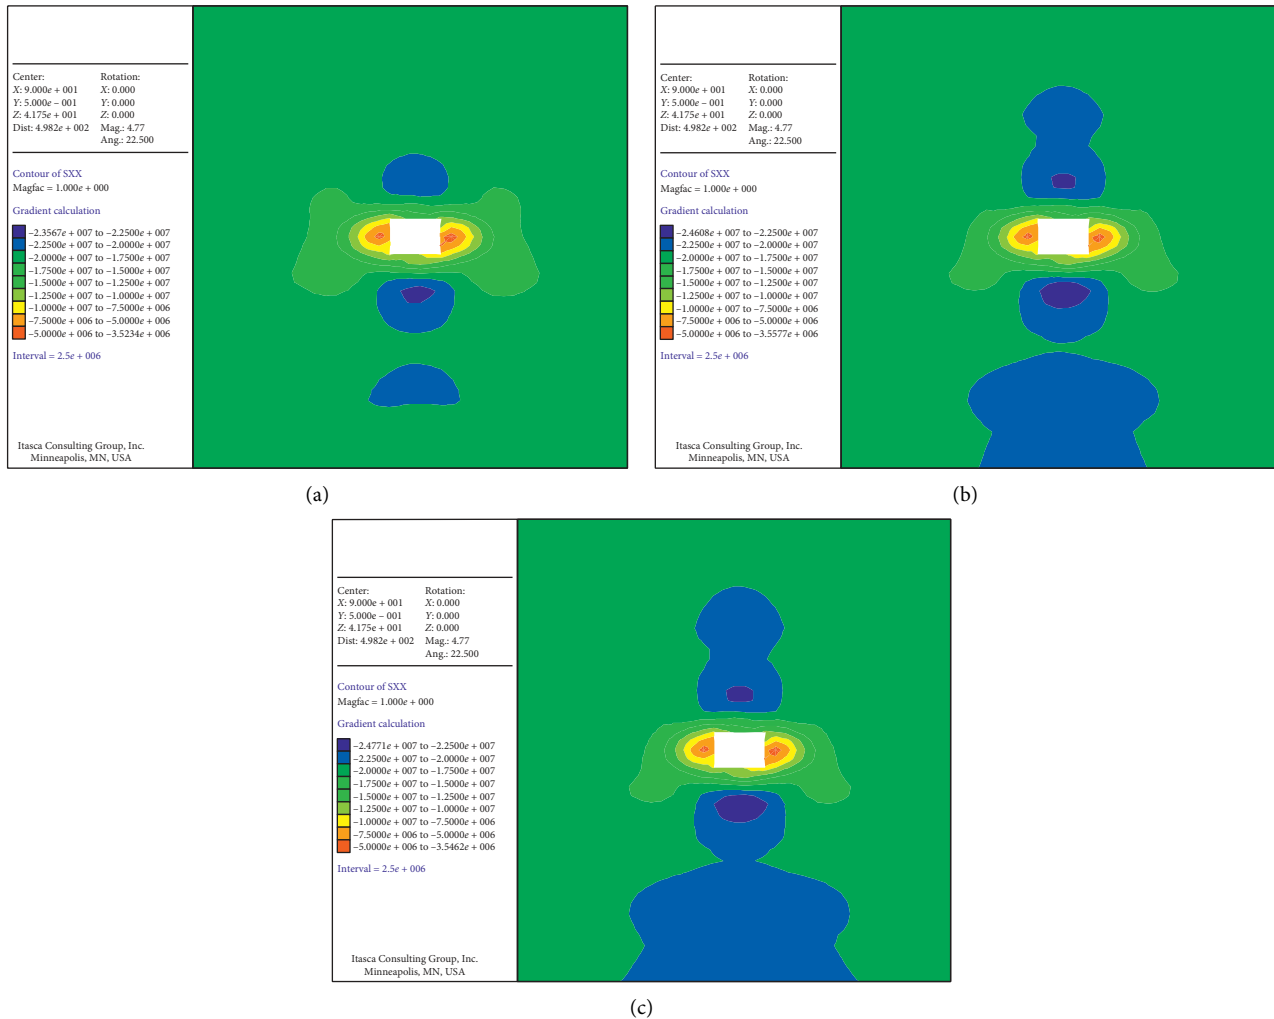 Center:
Rotation:
X: 9.000e + 001
X: 0.000
Y: 5.000e – 001
Y: 0.000
Z: 4.175e + 001
Z: 0.000
Dist: 4.982e + 002
Mag.: 4.77
Ang.: 22.500
Contour of SXX
Magfac = 1.000e + 000
Gradient calculation
–2.3567e + 007 to –2.2500e + 007
–2.2500e + 007 to –2.0000e + 007
–2.0000e + 007 to –1.7500e + 007
–1.7500e + 007 to –1.5000e + 007
–1.5000e + 007 to –1.2500e + 007
–1.2500e + 007 to –1.0000e + 007
–1.0000e + 007 to –7.5000e + 006
–7.5000e + 006 to –5.0000e + 006
–5.0000e + 006 to –3.5234e + 006
Interval = 2.5e + 006
Itasca Consulting Group, Inc.
Minneapolis, MN, USA
(a)
Center:
Rotation:
X: 9.000e + 001
X: 0.000
Y: 5.000e – 001
Y: 0.000
Z: 4.175e + 001
Z: 0.000
Dist: 4.982e + 002
Mag.: 4.77
Ang.: 22.500
Contour of SXX
Magfac = 1.000e + 000
Gradient calculation
–2.4608e + 007 to –2.2500e + 007
–2.2500e + 007 to –2.0000e + 007
–2.0000e + 007 to –1.7500e + 007
–1.7500e + 007 to –1.5000e + 007
–1.5000e + 007 to –1.2500e + 007
–1.2500e + 007 to –1.0000e + 007
–1.0000e + 007 to –7.5000e + 006
–7.5000e + 006 to –5.0000e + 006
–5.0000e + 006 to –3.5577e + 006
Interval = 2.5e + 006
Itasca Consulting Group, Inc.
Minneapolis, MN, USA
(b)
Center:
Rotation:
X: 9.000e + 001
X: 0.000
Y: 5.000e – 001
Y: 0.000
Z: 4.175e + 001
Z: 0.000
Dist: 4.982e + 002
Mag.: 4.77
Ang.: 22.500
Contour of SXX
Magfac = 1.000e + 000
Gradient calculation
–2.4771e + 007 to –2.2500e + 007
–2.2500e + 007 to –2.0000e + 007
–2.0000e + 007 to –1.7500e + 007
–1.7500e + 007 to –1.5000e + 007
–1.5000e + 007 to –1.2500e + 007
–1.2500e + 007 to –1.0000e + 007
–1.0000e + 007 to –7.5000e + 006
–7.5000e + 006 to –5.0000e + 006
–5.0000e + 006 to –3.5462e + 006
Interval = 2.5e + 006
Itasca Consulting Group, Inc.
Minneapolis, MN, USA
(c)